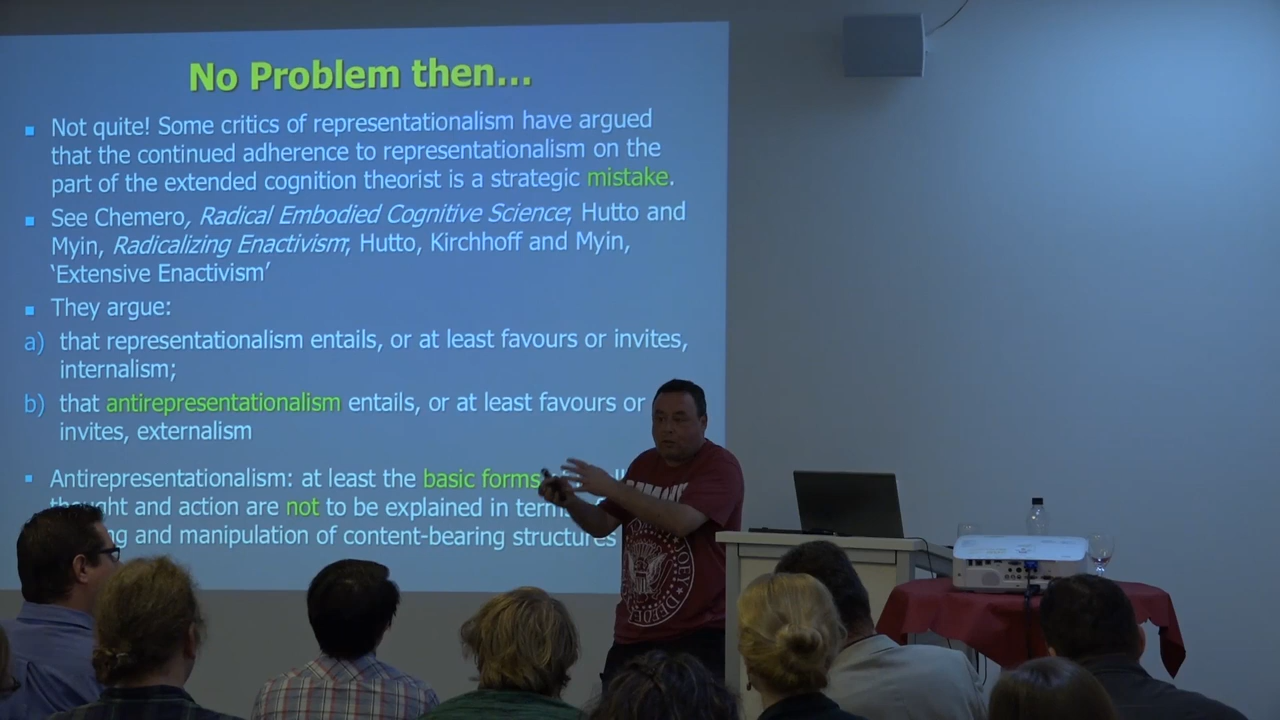 No Problem then...
Not quite! Some critics of representationalism have argued
that the continued adherence to representationalism on the
part of the extended cognition theorist is a strategic mistake.
See Chemero, Radical Embodied Cognitive Science; Hutto and
Myin, Radicalizing Enactivism; Hutto, Kirchhoff and Myin,
‘Extensive Enactivism’
They argue:
a) that representationalism entails, or at least favours or invites,
internalism;
b) that antirepresentationalism entails, or at least favours or
invites, externalism
Antirepresentationalism: at least the basic forms
thought and action are not to be explained in
and manipulation of content-bearing structures
JOEY
DEEDEE